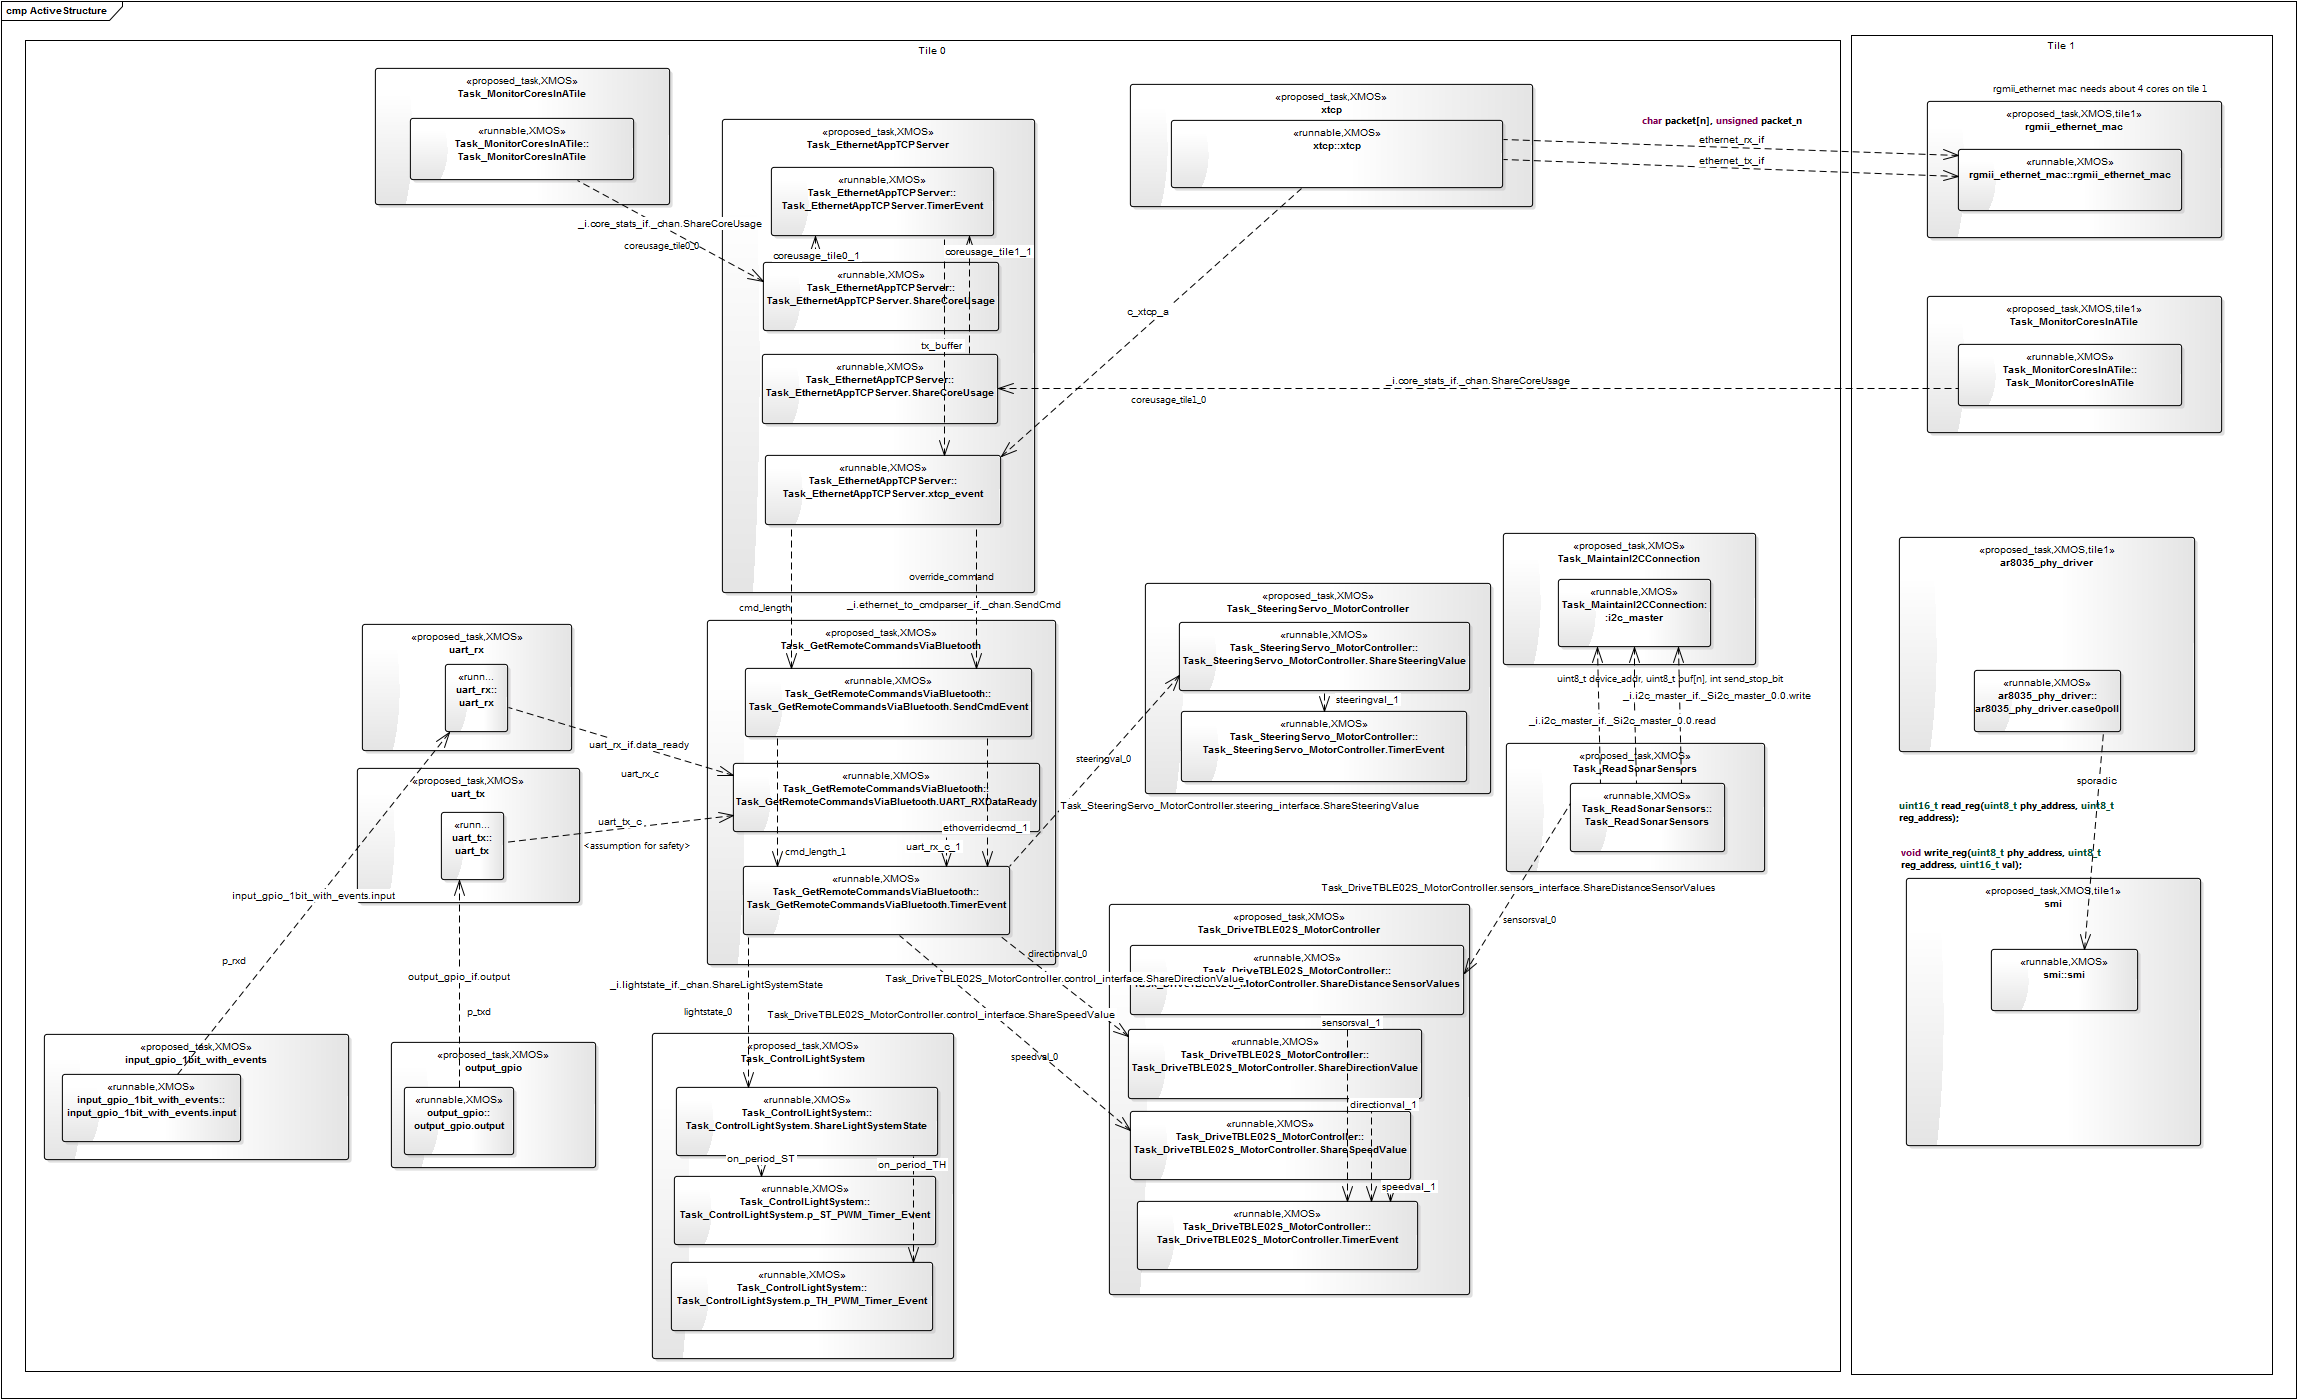 cmp ActiveStructure
Tile 0
«proposed_task,XMOS»
Task_MonitorCoresInATile
«runnable,XMOS»
Task_MonitorCoresInATile::
Task_MonitorCoresInATile
_i.core_stats_if._chan.ShareCoreUsage
coreusage_tile0_0
«proposed_task,XMOS»
Task_EthernetAppTCPServer
«runnable,XMOS»
Task_EthernetAppTCPServer::
Task_EthernetAppTCPServer.TimerEvent
coreusage_tile0_1
coreusage_tile1_1
«runnable,XMOS»
Task_EthernetAppTCPServer::
Task_EthernetAppTCPServer.ShareCoreUsage
tx_buffer
«runnable,XMOS»
Task_EthernetAppTCPServer::
Task_EthernetAppTCPServer.ShareCoreUsage
«runnable,XMOS»
Task_EthernetAppTCPServer::
Task_EthernetAppTCPServer.xtcp_event
«proposed_task,XMOS»
xtcp
«runnable,XMOS»
xtcp::xtcp
char packet[n], unsigned packet_n
ethernet_rx_if
ethernet_tx_if
c_xtcp_a
_i.core_stats_if._chan.ShareCoreUsage
coreusage_tile1_0
override_command
cmd_length
_i.ethernet_to_cmdparser_if._chan.SendCmd
«proposed_task,XMOS»
Task_GetRemoteCommandsViaBluetooth
«runnable,XMOS»
Task_GetRemoteCommandsViaBluetooth::
Task_GetRemoteCommandsViaBluetooth.SendCmdEvent
«runnable,XMOS»
Task_GetRemoteCommandsViaBluetooth::
Task_GetRemoteCommandsViaBluetooth.UART_RXDataReady
ethoverridecmd_1
cmd_length_1
uart_rx_c_1
«runnable,XMOS»
Task_GetRemoteCommandsViaBluetooth::
Task_GetRemoteCommandsViaBluetooth.TimerEvent
«proposed_task,XMOS»
uart_rx
«runn...
uart_rx::
uart_rx
uart_rx_if.data_ready
uart_rx_c
«proposed_task,XMOS»
uart_tx
«runn...
uart_tx::
uart_tx
uart_tx_c
<assumption for safety>
input_gpio_1bit_with_events.input
p_rxd
output_gpio_if.output
p_txd
«proposed_task,XMOS»
input_gpio_1bit_with_events
«runnable,XMOS»
input_gpio_1bit_with_events::
input_gpio_1bit_with_events.input
«proposed_task,XMOS»
output_gpio
«runnable,XMOS»
output_gpio::
output_gpio.output
_i.lightstate_if._chan.ShareLightSystemState
lightstate_0
«proposed_task,XMOS»
Task_ControlLightSystem
«runnable,XMOS»
Task_ControlLightSystem::
Task_ControlLightSystem.ShareLightSystemState
on_period_ST
on_period_TH
«runnable,XMOS»
Task_ControlLightSystem::
Task_ControlLightSystem.p_ST_PWM_Timer_Event
«runnable,XMOS»
Task_ControlLightSystem::
Task_ControlLightSystem.p_TH_PWM_Timer_Event
«proposed_task,XMOS»
Task_SteeringServo_MotorController
«runnable,XMOS»
Task_SteeringServo_MotorController::
Task_SteeringServo_MotorController.ShareSteeringValue
steeringval_1
«runnable,XMOS»
Task_SteeringServo_MotorController::
Task_SteeringServo_MotorController.TimerEvent
steeringval_0
Task_SteeringServo_MotorController.steering_interface.ShareSteeringValue
«proposed_task,XMOS»
Task_MaintainI2CConnection
«runnable,XMOS»
Task_MaintainI2CConnection:
:i2c_master
uint8_t device_addr, uint8_t buf[n], int send_stop_bit
_i.i2c_master_if._Si2c_master_0.0.write
_i.i2c_master_if._Si2c_master_0.0.read
«proposed_task,XMOS»
Task_ReadSonarSensors
«runnable,XMOS»
Task_ReadSonarSensors::
Task_ReadSonarSensors
Task_DriveTBLE02S_MotorController.sensors_interface.ShareDistanceSensorValues
sensorsval_0
«proposed_task,XMOS»
Task_DriveTBLE02S_MotorController
directionval_0
Task_DriveTBLE02S_MotorController.control_interface.ShareDirectionValue
Task_DriveTBLE02S_MotorController.control_interface.ShareSpeedValue
speedval_0
«runnable,XMOS»
Task_DriveTBLE02S_MotorController::
Task_DriveTBLE02S_MotorController.ShareDistanceSensorValues
sensorsval_1
«runnable,XMOS»
Task_DriveTBLE02S_MotorController::
Task_DriveTBLE02S_MotorController.ShareDirectionValue
directionval_1
«runnable,XMOS»
Task_DriveTBLE02S_MotorController::
Task_DriveTBLE02S_MotorController.ShareSpeedValue
speedval_1
«runnable,XMOS»
Task_DriveTBLE02S_MotorController::
Task_DriveTBLE02S_MotorController.TimerEvent
Tile 1
rgmii_ethernet mac needs about 4 cores on tile 1
«proposed_task,XMOS,tile1»
rgmii_ethernet_mac
«runnable,XMOS»
rgmii_ethernet_mac::rgmii_ethernet_mac
«proposed_task,XMOS,tile1»
Task_MonitorCoresInATile
«runnable,XMOS»
Task_MonitorCoresInATile::
Task_MonitorCoresInATile
«proposed_task,XMOS,tile1»
ar8035_phy_driver
«runnable,XMOS»
ar8035_phy_driver::
ar8035_phy_driver.case0poll
sporadic
uint16_t read_reg(uint8_t phy_address, uint8_t
reg_address);
void write_reg(uint8_t phy_address, uint8_t
reg_address, uint16_t val);
«proposed_task,XMOS,tile1»
smi
«runnable,XMOS»
smi::smi